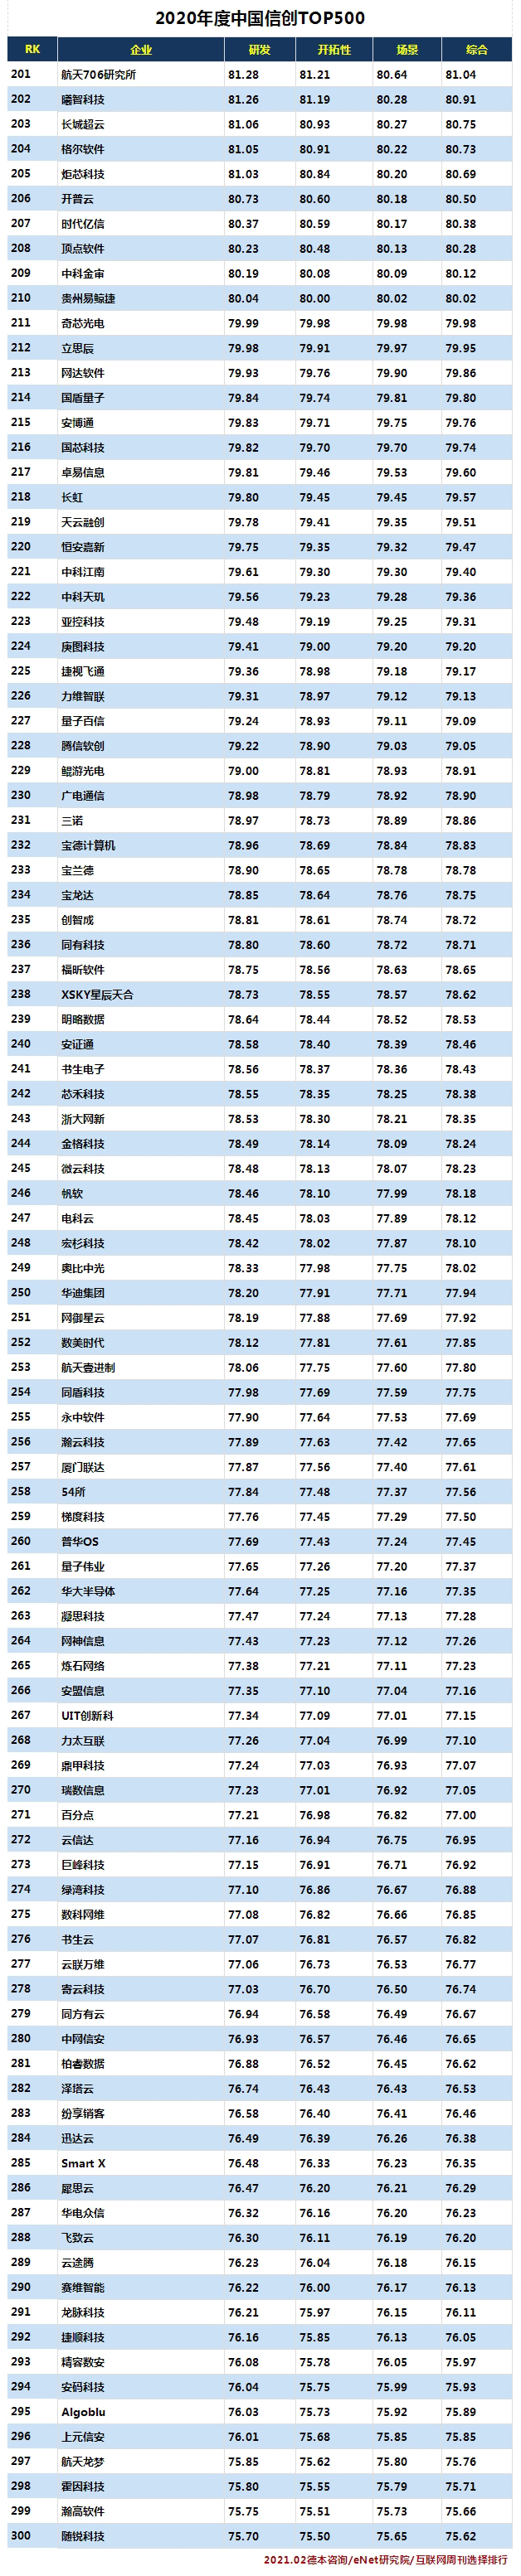 2020年度中国信创TOP500
RK 企业 研发 开拓性 场景 综合
201 航天706研究所 81.28 81.21 80.64 81.04
202 曦智科技 81.26 81.19 80.28 80.91
203 长城超云 81.06 80.93 80.27 80.75
204 格尔软件 81.05 80.91 80.22 80.73
205 炬芯科技 81.03 80.84 80.20 80.69
206 开普云 80.73 80.60 80.18 80.50
207 时代亿信 80.37 80.59 80.17 80.38
208 顶点软件 80.23 80.48 80.13 80.28
209 中科金审 80.19 80.08 80.09 80.12
210 贵州易鲸捷 80.04 80.00 80.02 80.02
211 奇芯光电 79.99 79.98 79.98 79.98
212 立思辰 79.98 79.91 79.97 79.95
213 网达软件 79.93 79.76 79.90 79.86
214 国盾量子 79.84 79.74 79.81 79.80
215 安博通 79.83 79.71 79.75 79.76
216 国芯科技 79.82 79.70 79.70 79.74
217 卓易信息 79.81 79.46 79.53 79.60
218 长虹 79.80 79.45 79.45 79.57
219 天云融创 79.78 79.41 79.35 79.51
220 恒安嘉新 79.75 79.35 79.32 79.47
221 中科江南 79.61 79.30 79.30 79.40
222 中科天玑 79.56 79.23 79.28 79.36
223 亚控科技 79.48 79.19 79.25 79.31
224 庚图科技 79.41 79.00 79.20 79.20
225 捷视飞通 79.36 78.98 79.18 79.17
226 力维智联 79.31 78.97 79.12 79.13
227 量子百信 79.24 78.93 79.11 79.09
228 腾信软创 79.22 78.90 79.03 79.05
229 鲲游光电 79.00 78.81 78.93 78.91
230 广电通信 78.98 78.79 78.92 78.90
231 三诺 78.97 78.73 78.89 78.86
232 宝德计算机 78.96 78.69 78.84 78.83
233 宝兰德 78.90 78.65 78.78 78.78
234 宝龙达 78.85 78.64 78.76 78.75
235 创智成 78.81 78.61 78.74 78.72
236 同有科技 78.80 78.60 78.72 78.71
237 福昕软件 78.75 78.56 78.63 78.65
238 XSKY星辰天合 78.73 78.55 78.57 78.62
239 明略数据 78.64 78.44 78.52 78.53
240 安证通 78.58 78.40 78.39 78.46
241 书生电子 78.56 78.37 78.36 78.43
242 芯禾科技 78.55 78.35 78.25 78.38
243 浙大网新 78.53 78.30 78.21 78.35
244 金格科技 78.49 78.14 78.09 78.24
245 微云科技 78.48 78.13 78.07 78.23
246 帆软 78.46 78.10 77.99 78.18
247 电科云 78.45 78.03 77.89 78.12
248 宏杉科技 78.42 78.02 77.87 78.10
249 奥比中光 78.33 77.98 77.75 78.02
250 华迪集团 78.20 77.91 77.71 77.94
251 网御星云 78.19 77.88 77.69 77.92
252 数美时代 78.12 77.81 77.61 77.85
253 航天壹进制 78.06 77.75 77.60 77.80
254 同盾科技 77.98 77.69 77.59 77.75
255 永中软件 77.90 77.64 77.53 77.69
256 瀚云科技 77.89 77.63 77.42 77.65
257 厦门联达 77.87 77.56 77.40 77.61
258 54所 77.84 77.48 77.37 77.56
259 梯度科技 77.76 77.45 77.29 77.50
260 普华OS 77.69 77.43 77.24 77.45
261 量子伟业 77.65 77.26 77.20 77.37
262 华大半导体 77.64 77.25 77.16 77.35
263 凝思科技 77.47 77.24 77.13 77.28
264 网神信息 77.43 77.23 77.12 77.26
265 炼石网络 77.38 77.21 77.11 77.23
266 安盟信息 77.35 77.10 77.04 77.16
267 UIT创新科 77.34 77.09 77.01 77.15
268 力太互联 77.26 77.04 76.99 77.10
269 鼎甲科技 77.24 77.03 76.93 77.07
270 瑞数信息 77.23 77.01 76.92 77.05
271 百分点 77.21 76.98 76.82 77.00
272 云信达 77.16 76.94 76.75 76.95
273 巨峰科技 77.15 76.91 76.71 76.92
274 绿湾科技 77.10 76.86 76.67 76.88
275 数科网维 77.08 76.82 76.66 76.85
276 书生云 77.07 76.81 76.57 76.82
277 云联万维 77.06 76.73 76.53 76.77
278 寄云科技 77.03 76.70 76.50 76.74
279 同方有云 76.94 76.58 76.49 76.67
280 中网信安 76.93 76.57 76.46 76.65
281 柏睿数据 76.88 76.52 76.45 76.62
282 泽塔云 76.74 76.43 76.43 76.53
283 纷享销客 76.58 76.40 76.41 76.46
284 迅达云 76.49 76.39 76.26 76.38
285 Smart X 76.48 76.33 76.23 76.35
286 犀思云 76.47 76.20 76.21 76.29
287 华电众信 76.32 76.16 76.20 76.23
288 飞致云 76.30 76.11 76.19 76.20
289 云途腾 76.23 76.04 76.18 76.15
290 赛维智能 76.22 76.00 76.17 76.13
291 龙脉科技 76.21 75.97 76.15 76.11
292 捷顺科技 76.16 75.85 76.13 76.05
293 精容数安 76.08 75.78 76.05 75.97
294 安码科技 76.04 75.75 75.99 75.93
295 Algoblu 76.03 75.73 75.92 75.89
296 上元信安 76.01 75.68 75.85 75.85
297 航天龙梦 75.85 75.62 75.80 75.76
298 霍因科技 75.80 75.55 75.79 75.71
299 瀚高软件 75.75 75.51 75.73 75.66
300 随锐科技 75.70 75.50 75.65 75.62
2021.02德本咨询/eNet研究院/互联网周刊选择排行